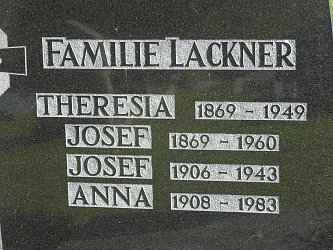 FAMILIE LACKNER
THERESIA 1869 - 1949
JOSEF 1869 - 1960
JOSEF 1906 - 1943
ANNA 1908 - 1983